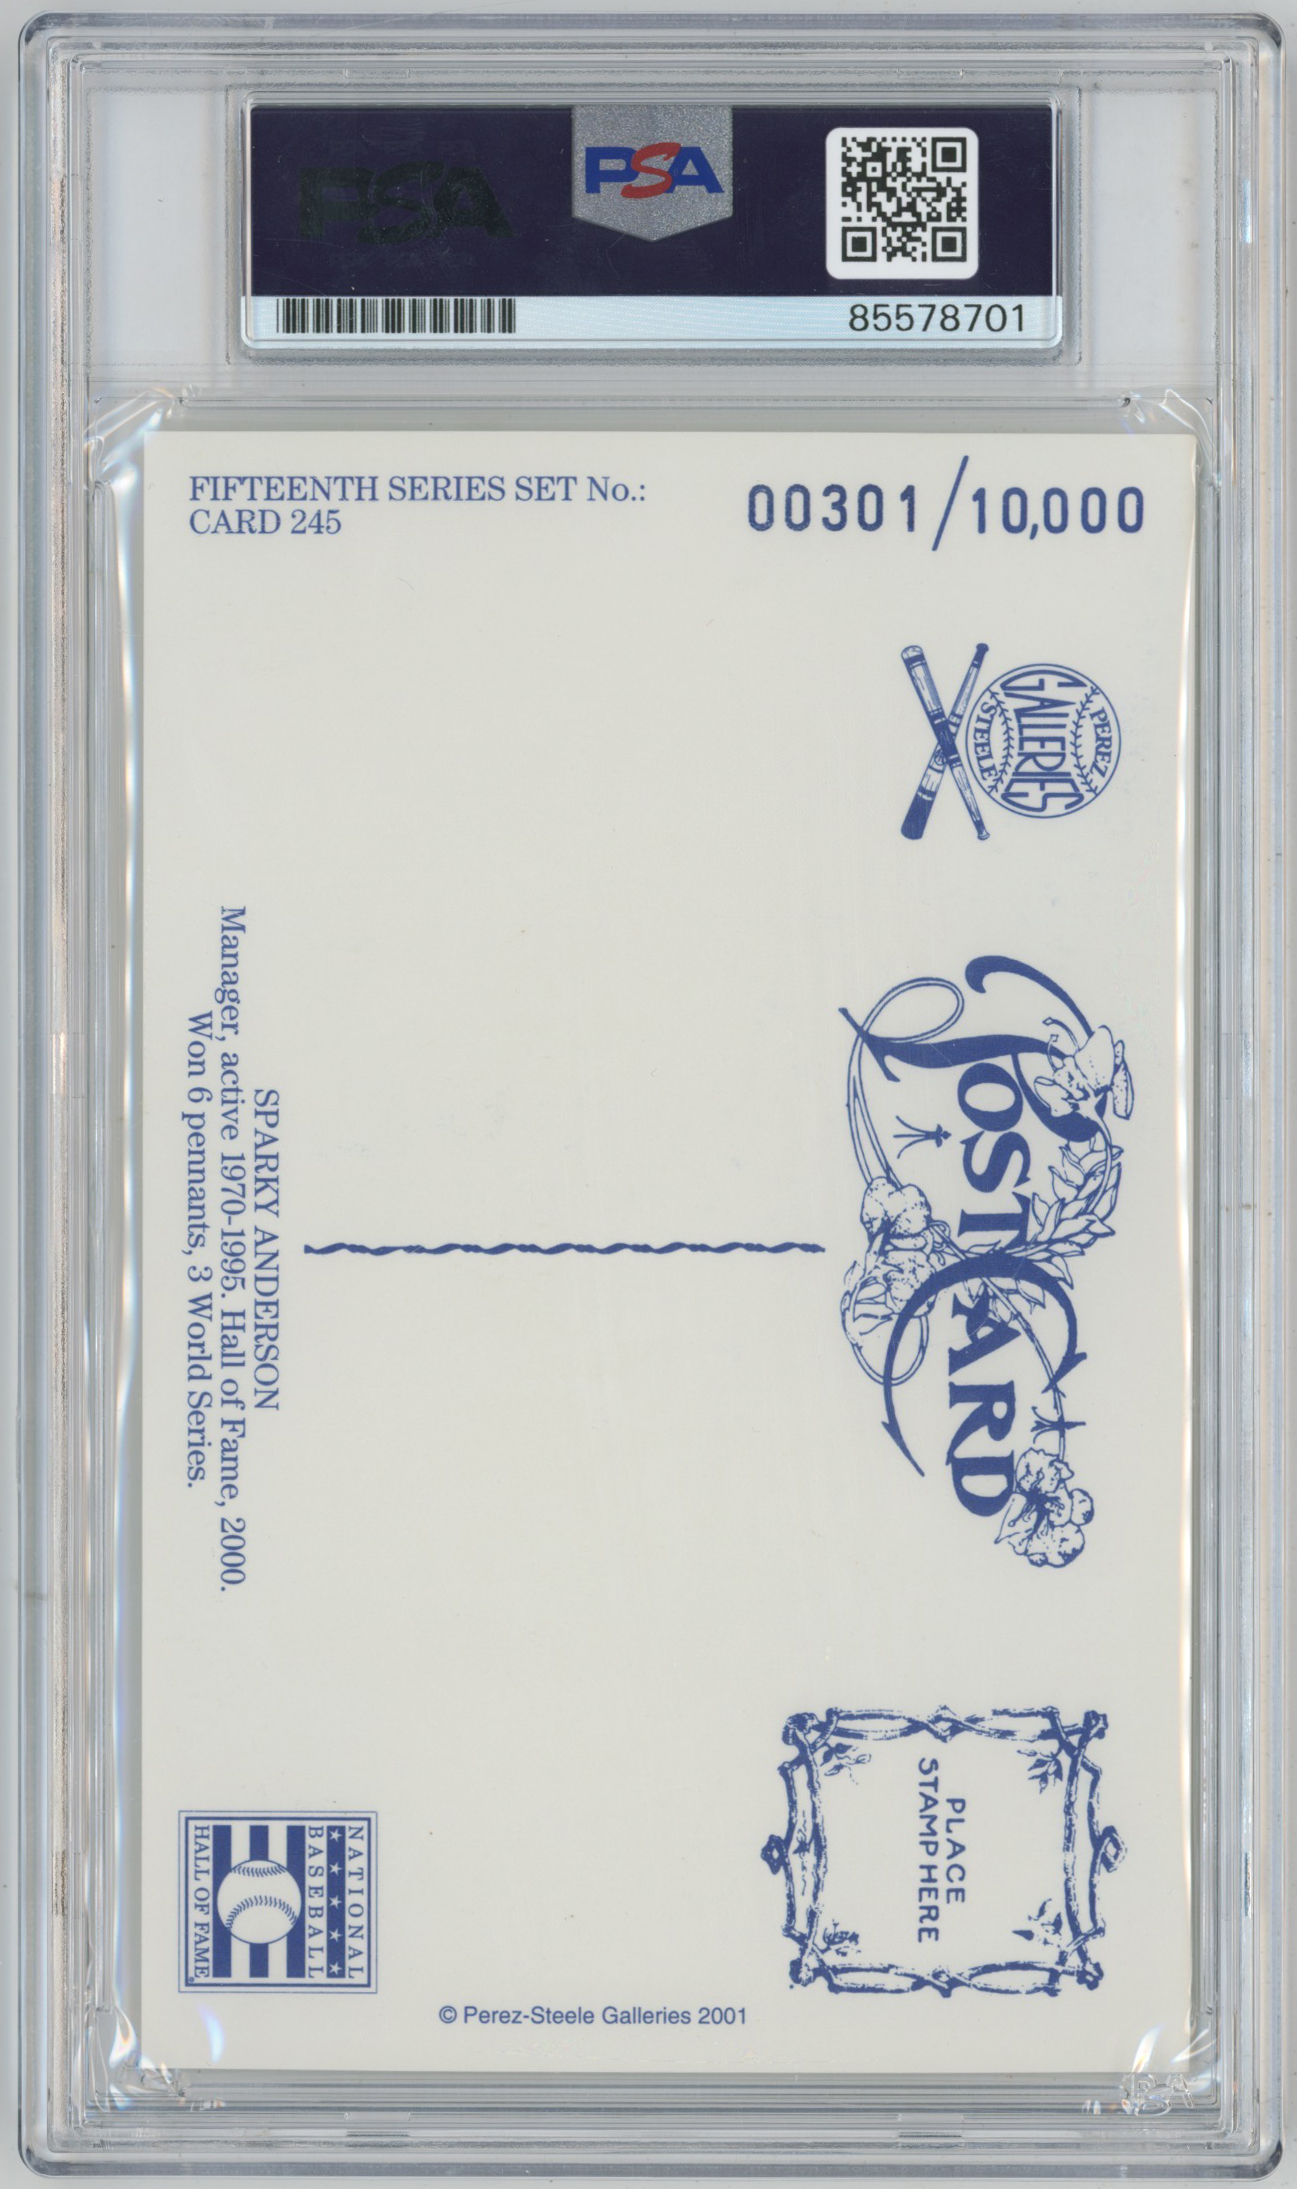 PSA
PSA
85578701
FIFTEENTH SERIES SET No.:
CARD 245
00301/10,000
PEREZ
GALLERIES
STEELE
POST CARD
SPARKY ANDERSON
Manager, active 1970-1995. Hall of Fame, 2000.
Won 6 pennants, 3 World Series.
PLACE
STAMP HERE
NATIONAL
BASEBALL
HALL OF FAME
© Perez-Steele Galleries 2001